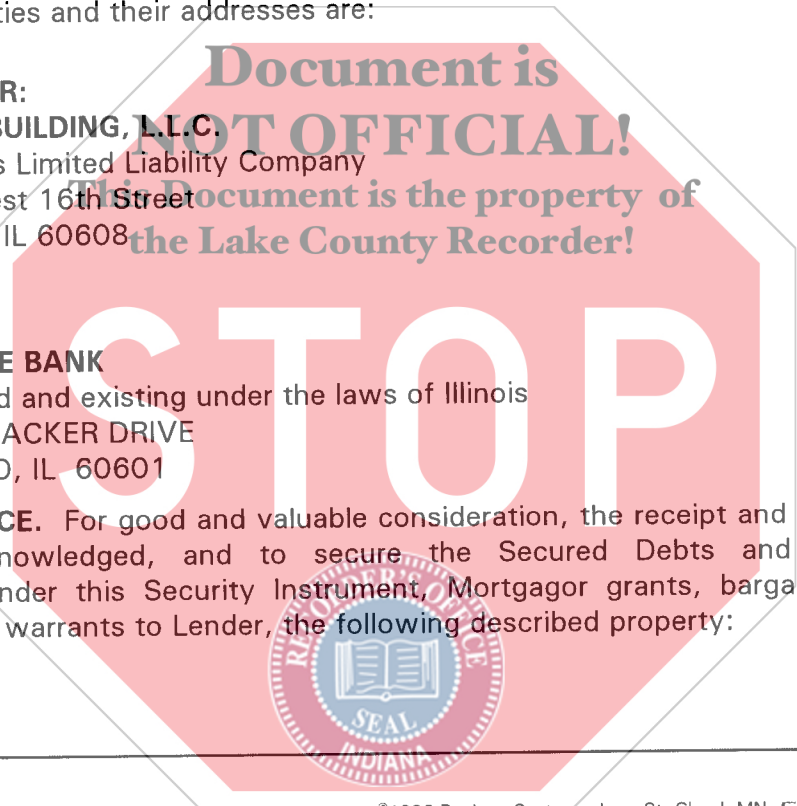 ties and their addresses are:
Document is
R:
BUILDING, L.L.C.
NOT OFFICIAL!
s Limited Liability Company
This Document is the property of
est 16th Street
IL 60608
the Lake County Recorder!
STOP
E BANK
d and existing under the laws of Illinois
ACKER DRIVE
O, IL 60601
CE. For good and valuable consideration, the receipt and
nowledged, and to secure the Secured Debts and
nder this Security Instrument, Mortgagor grants, barga
warrants to Lender, the following described property:
RECORDER'S OFFICE
SEAL
INDIANA